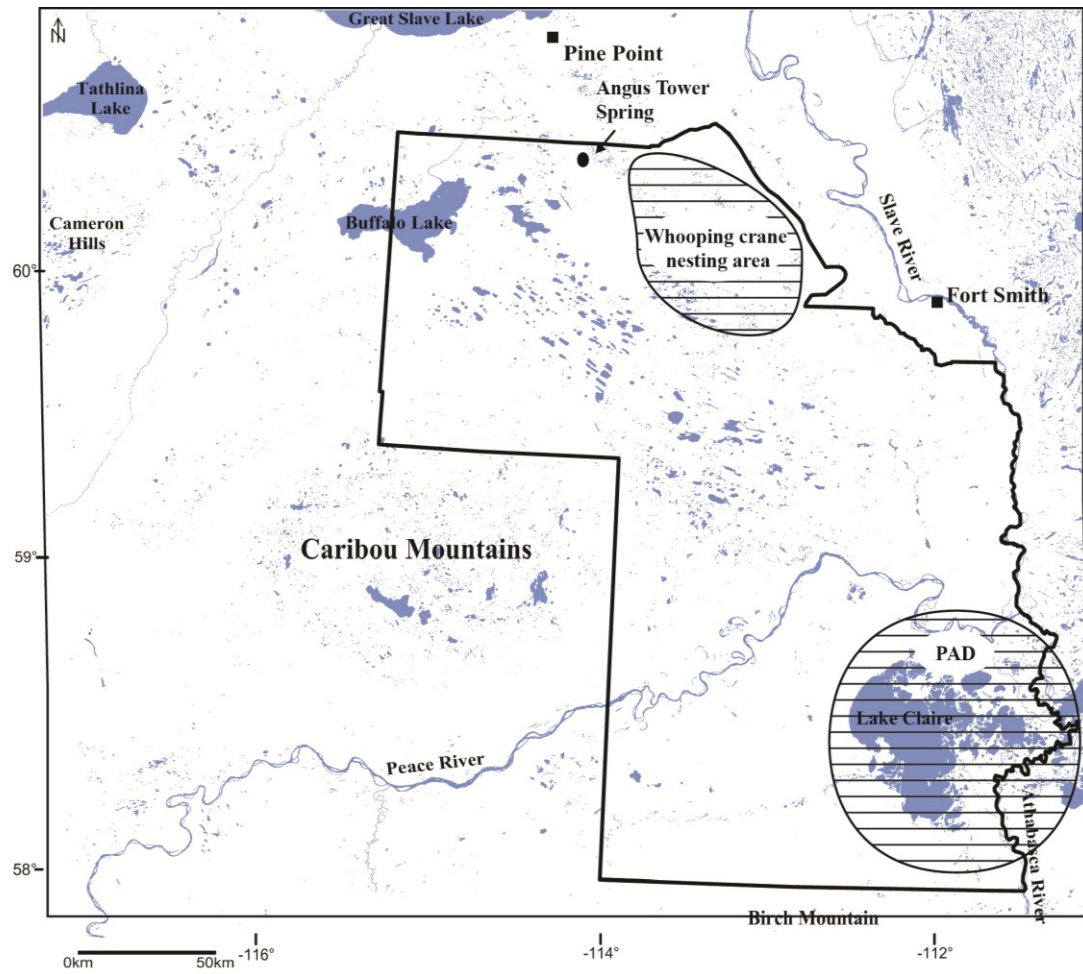 Great Slave Lake
N
Pine Point
Tathlina
Lake
Angus Tower
Spring
Buffalo Lake
Cameron
Hills
Whooping crane
nesting area
Slave River
60°
Fort Smith
59°
Caribou Mountains
PAD
Lake Claire
Peace River
Athabasca River
58°
Birch Mountain
-116°
-114°
-112°
0km
50km